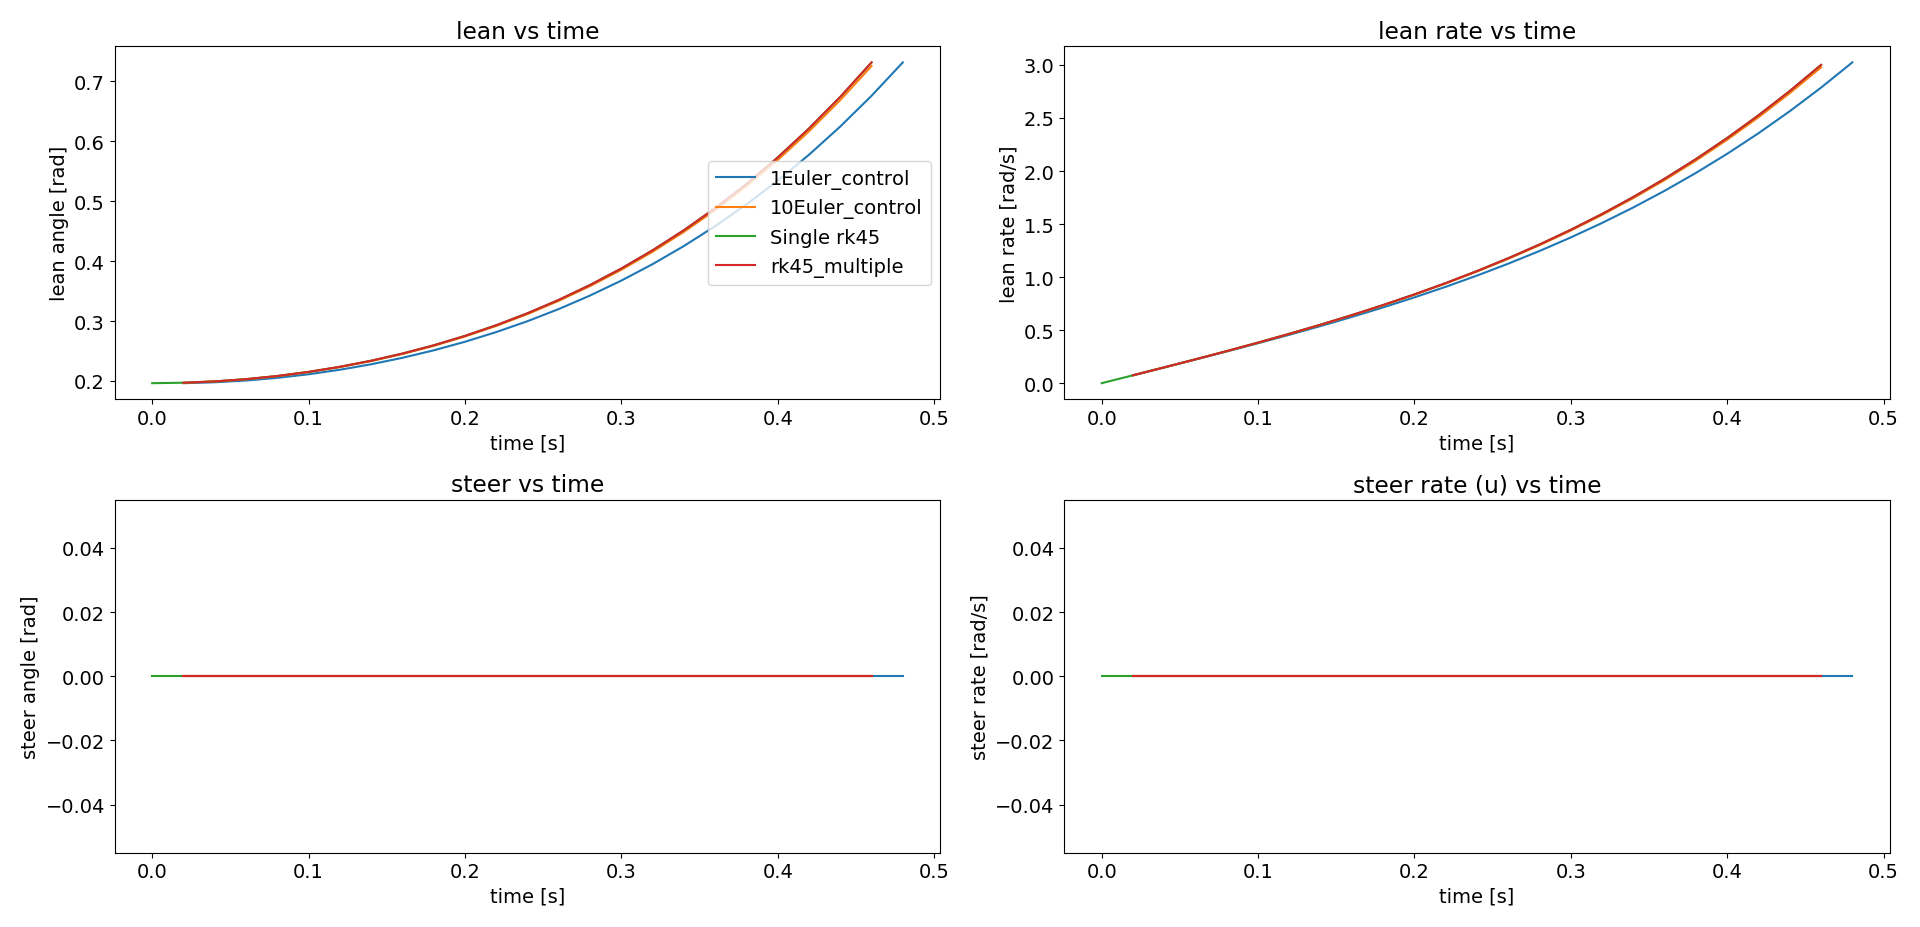 lean vs time
lean angle [rad]
0.7
0.6
0.5
0.4
0.3
0.2
1Euler_control
10Euler_control
Single rk45
rk45_multiple
0.0 0.1 0.2 0.3 0.4 0.5
time [s]
lean rate vs time
lean rate [rad/s]
3.0
2.5
2.0
1.5
1.0
0.5
0.0
0.0 0.1 0.2 0.3 0.4 0.5
time [s]
steer vs time
steer angle [rad]
0.04
0.02
0.00
−0.02
−0.04
0.0 0.1 0.2 0.3 0.4 0.5
time [s]
steer rate (u) vs time
steer rate [rad/s]
0.04
0.02
0.00
−0.02
−0.04
0.0 0.1 0.2 0.3 0.4 0.5
time [s]